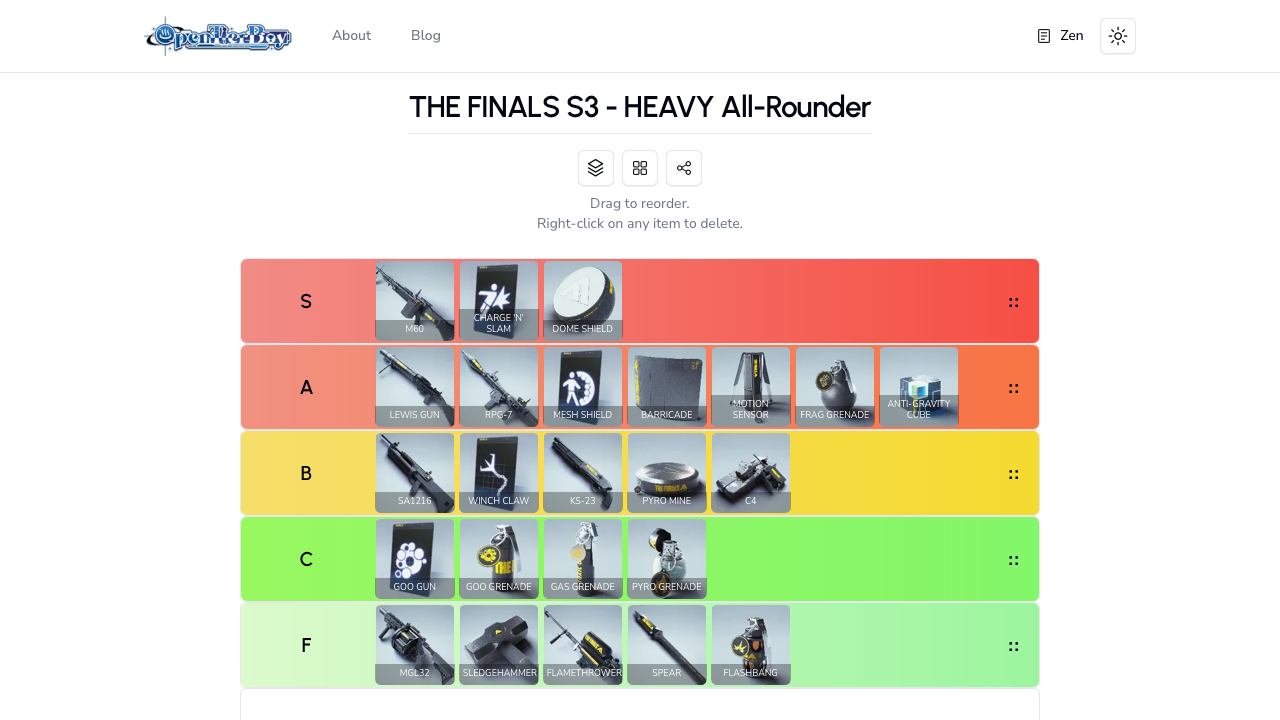 OpenTierBoy
About
Blog
Zen
THE FINALS S3 - HEAVY All-Rounder
Drag to reorder.
Right-click on any item to delete.
S
M60
CHARGE 'N'
SLAM
DOME SHIELD
::
A
LEWIS GUN
RPG-7
MESH SHIELD
BARRICADE
MOTION
SENSOR
FRAG GRENADE
ANTI-GRAVITY
CUBE
::
B
SA1216
WINCH CLAW
KS-23
PYRO MINE
C4
::
C
GOO GUN
GOO GRENADE
GAS GRENADE
PYRO GRENADE
::
F
MGL32
SLEDGEHAMMER
FLAMETHROWER
SPEAR
FLASHBANG
::